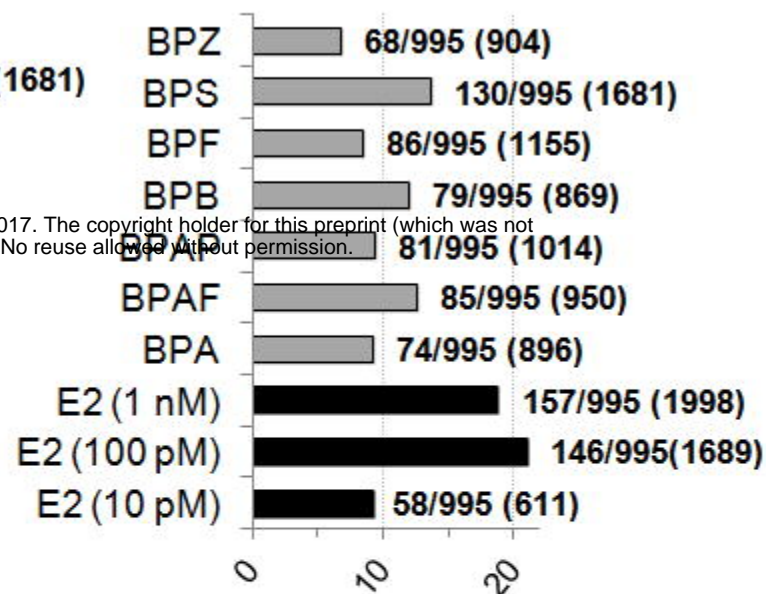 BPZ 68/995 (904)
1681) BPS 130/995 (1681)
BPF 86/995 (1155)
BPB 79/995 (869)
017. The copyright holder for this preprint (which was not
No reuse allowed without permission.
BPAP 81/995 (1014)
BPAF 85/995 (950)
BPA 74/995 (896)
E2 (1 nM) 157/995 (1998)
E2 (100 pM) 146/995(1689)
E2 (10 pM) 58/995 (611)
0 10 20